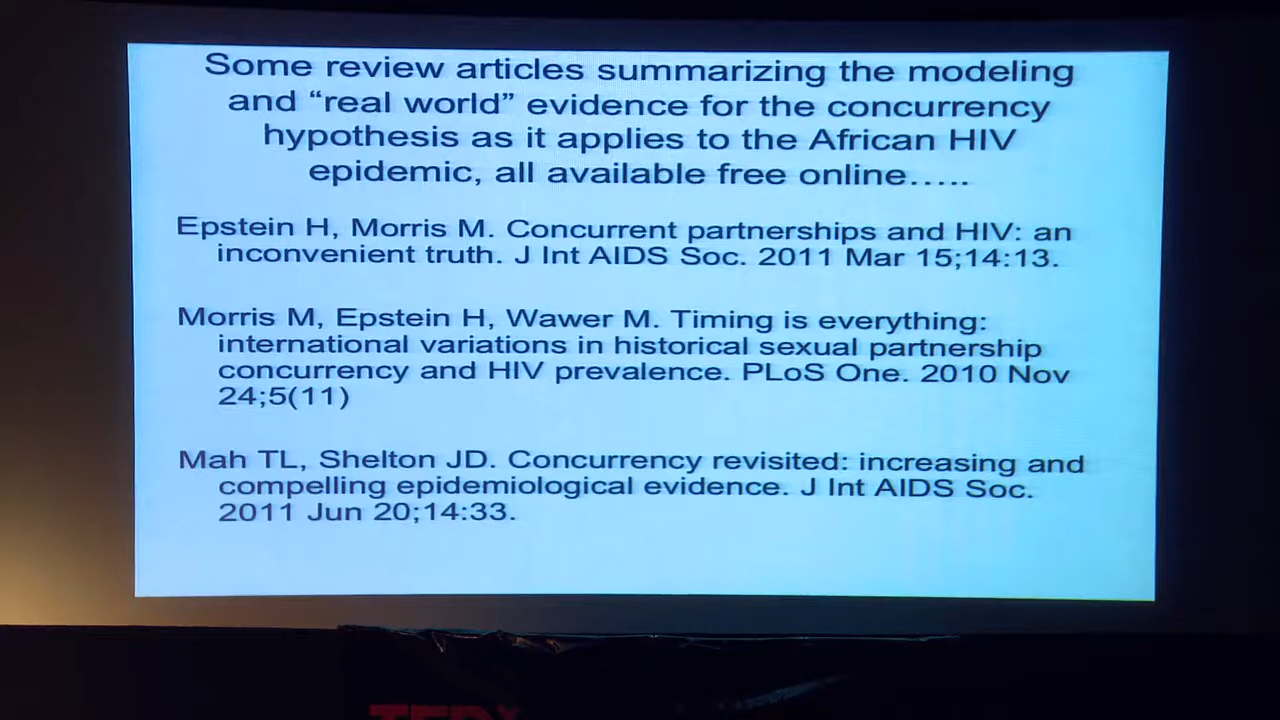 Some review articles summarizing the modeling
and “real world” evidence for the concurrency
hypothesis as it applies to the African HIV
epidemic, all available free online…..
Epstein H, Morris M. Concurrent partnerships and HIV: an
inconvenient truth. J Int AIDS Soc. 2011 Mar 15;14:13.
Morris M, Epstein H, Wawer M. Timing is everything:
international variations in historical sexual partnership
concurrency and HIV prevalence. PLoS One. 2010 Nov
24;5(11)
Mah TL, Shelton JD. Concurrency revisited: increasing and
compelling epidemiological evidence. J Int AIDS Soc.
2011 Jun 20;14:33.
TEDx